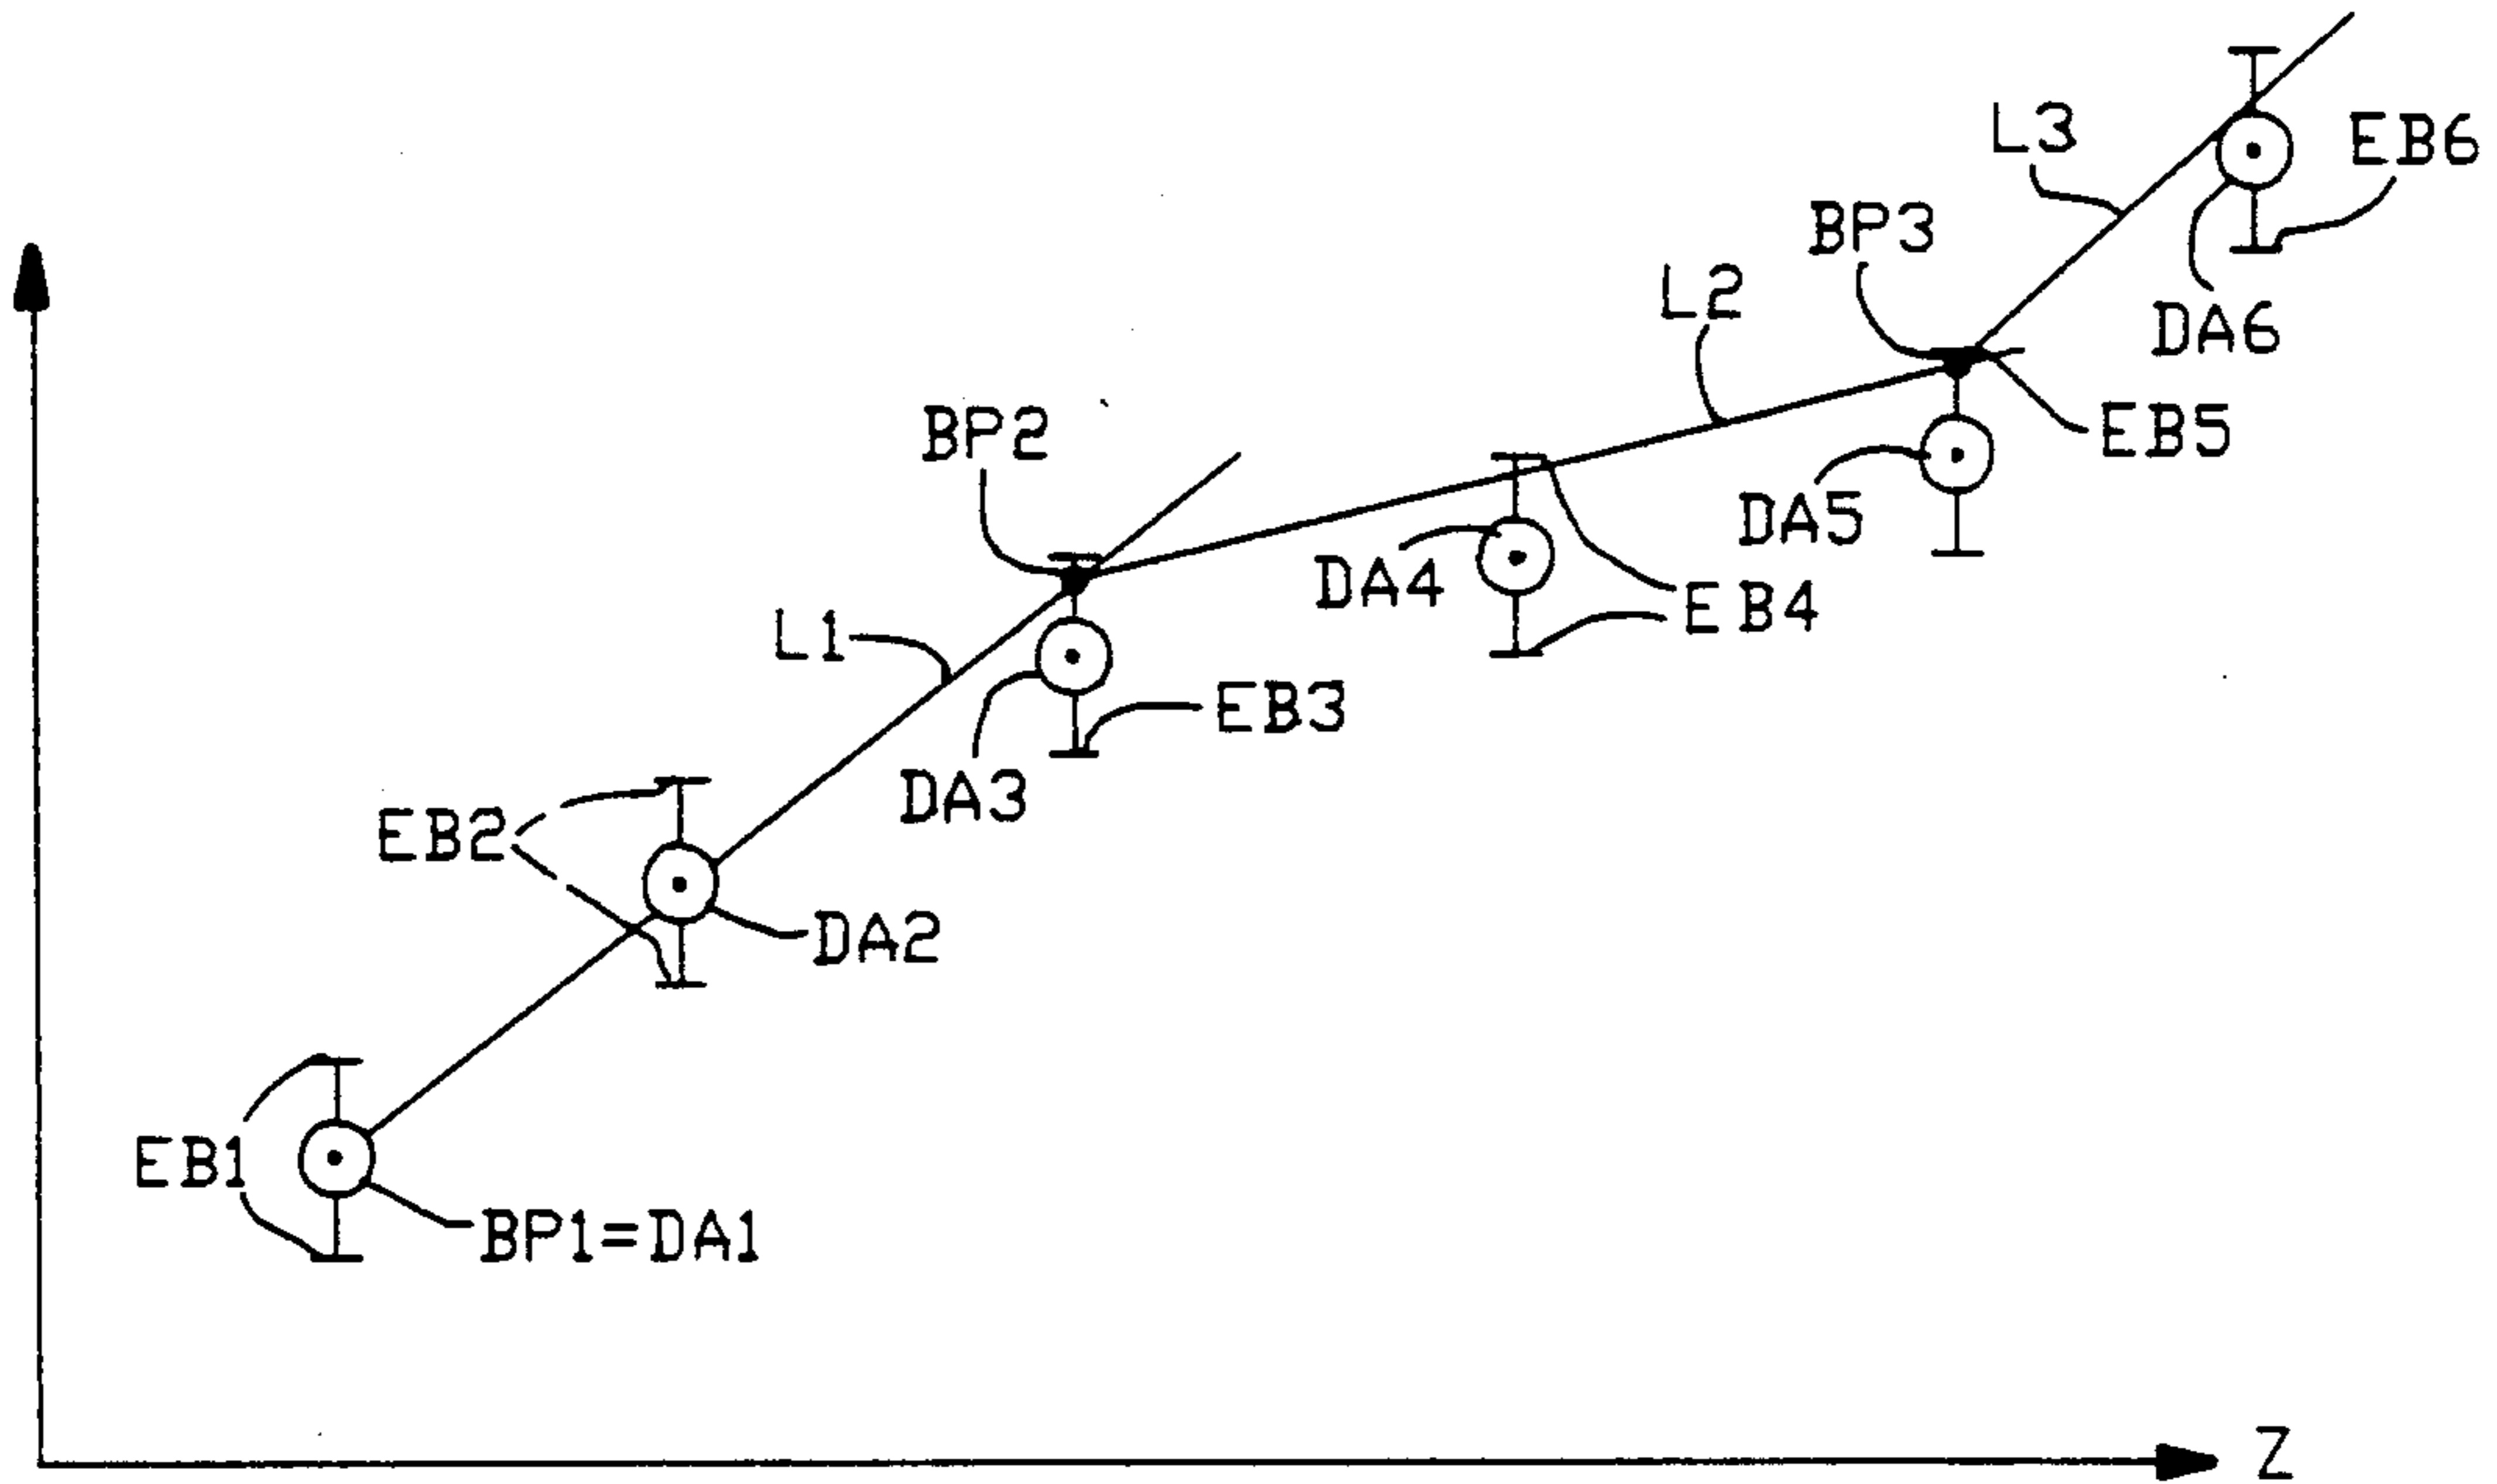 L3
EB6
BP3
L2
DA6
BP2
EB5
DA5
DA4
EB4
L1
EB3
DA3
EB2
DA2
EB1
BP1=DA1
Z